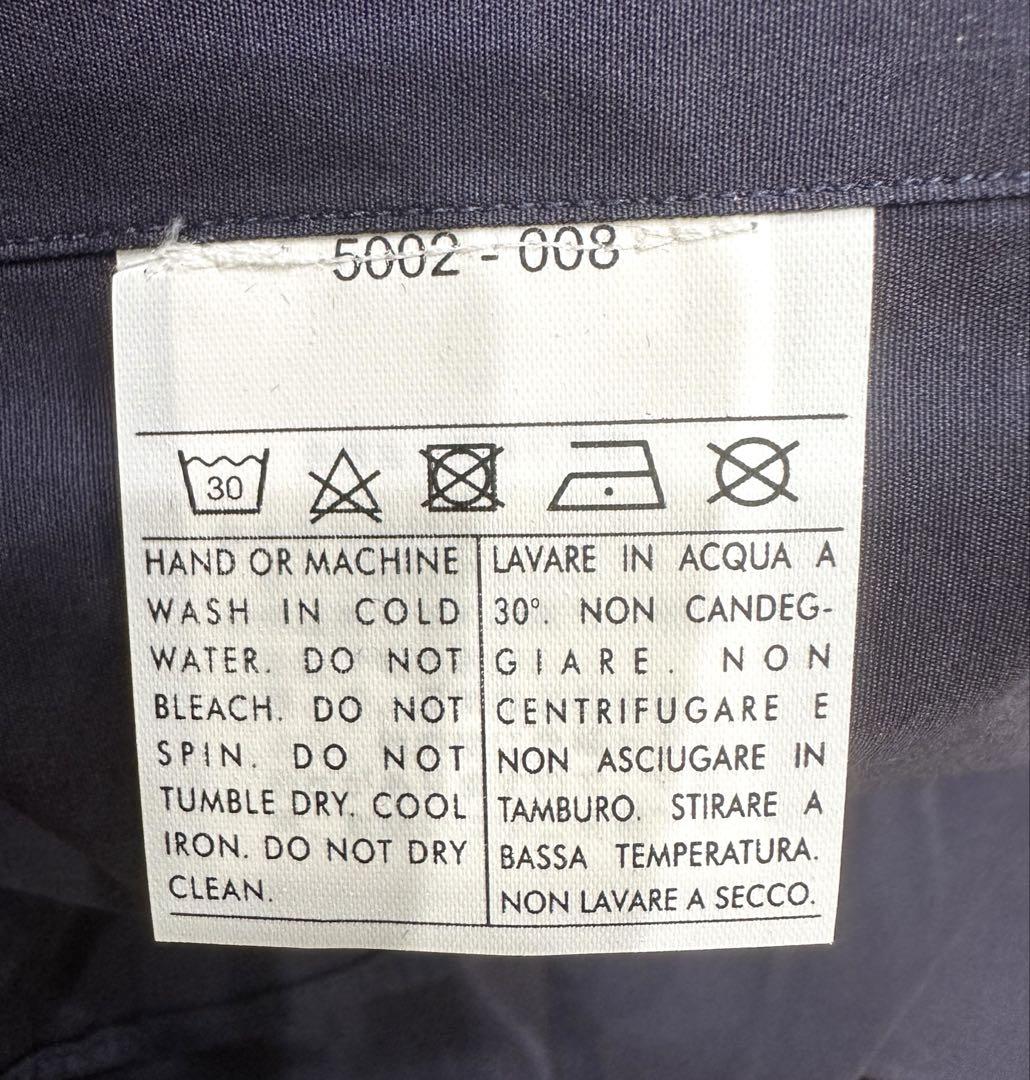 5002 - 008
30
HAND OR MACHINE
WASH IN COLD
WATER. DO NOT
BLEACH. DO NOT
SPIN. DO NOT
TUMBLE DRY. COOL
IRON. DO NOT DRY
CLEAN.
LAVARE IN ACQUA A
30°. NON CANDEG-
GIARE. NON
CENTRIFUGARE E
NON ASCIUGARE IN
TAMBURO. STIRARE A
BASSA TEMPERATURA.
NON LAVARE A SECCO.